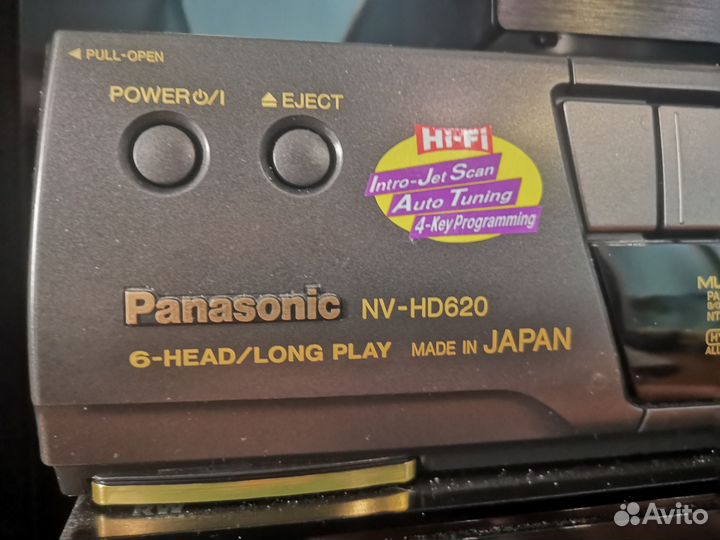 ◄ PULL-OPEN
POWER⏻/I
⏏ EJECT
Hi-Fi
Intro-Jet Scan
Auto Tuning
4-Key Programming
Panasonic NV-HD620
6-HEAD/LONG PLAY MADE IN JAPAN
Avito